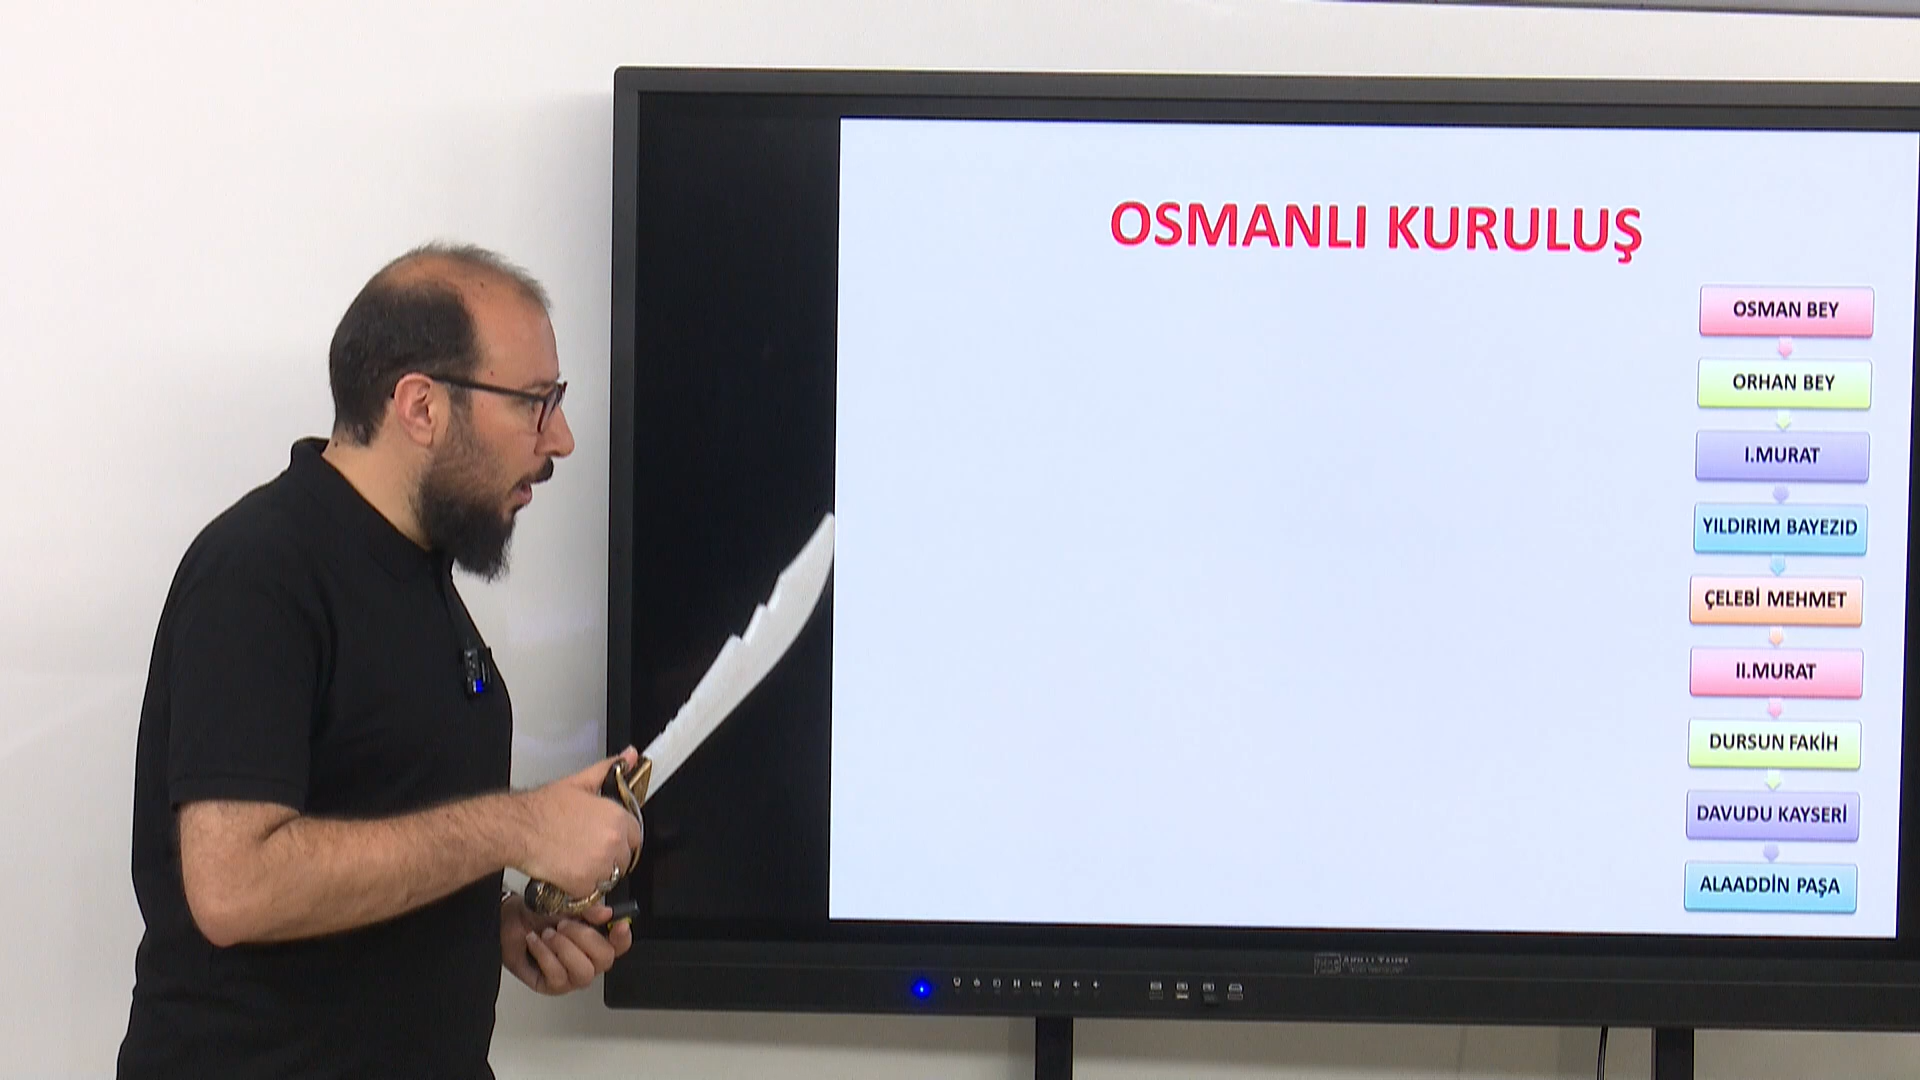 OSMANLI KURULUŞ
OSMAN BEY
ORHAN BEY
I.MURAT
YILDIRIM BAYEZID
ÇELEBİ MEHMET
II.MURAT
DURSUN FAKİH
DAVUDU KAYSERİ
ALAADDİN PAŞA